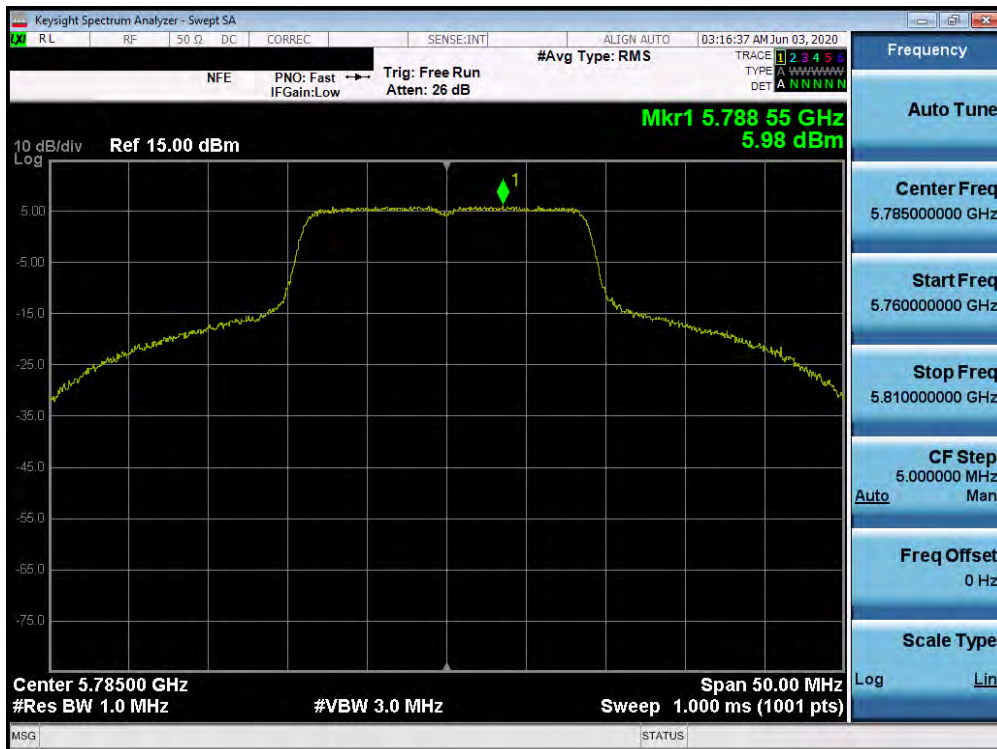 Keysight Spectrum Analyzer - Swept SA
LXI RL RF 50 Ω DC CORREC SENSE:INT ALIGN AUTO 03:16:37 AM Jun 03, 2020
NFE PNO: Fast Trig: Free Run #Avg Type: RMS TRACE 1 2 3 4 5 6
IFGain:Low Atten: 26 dB TYPE A WWWWW
DET A N N N N N
Mkr1 5.788 55 GHz
5.98 dBm
10 dB/div Ref 15.00 dBm
Log
1
5.00
-5.00
-15.0
-25.0
-35.0
-45.0
-55.0
-65.0
-75.0
Center 5.78500 GHz Span 50.00 MHz
#Res BW 1.0 MHz #VBW 3.0 MHz Sweep 1.000 ms (1001 pts)
MSG STATUS
Frequency
Auto Tune
Center Freq
5.785000000 GHz
Start Freq
5.760000000 GHz
Stop Freq
5.810000000 GHz
CF Step
5.000000 MHz
Auto Man
Freq Offset
0 Hz
Scale Type
Log Lin